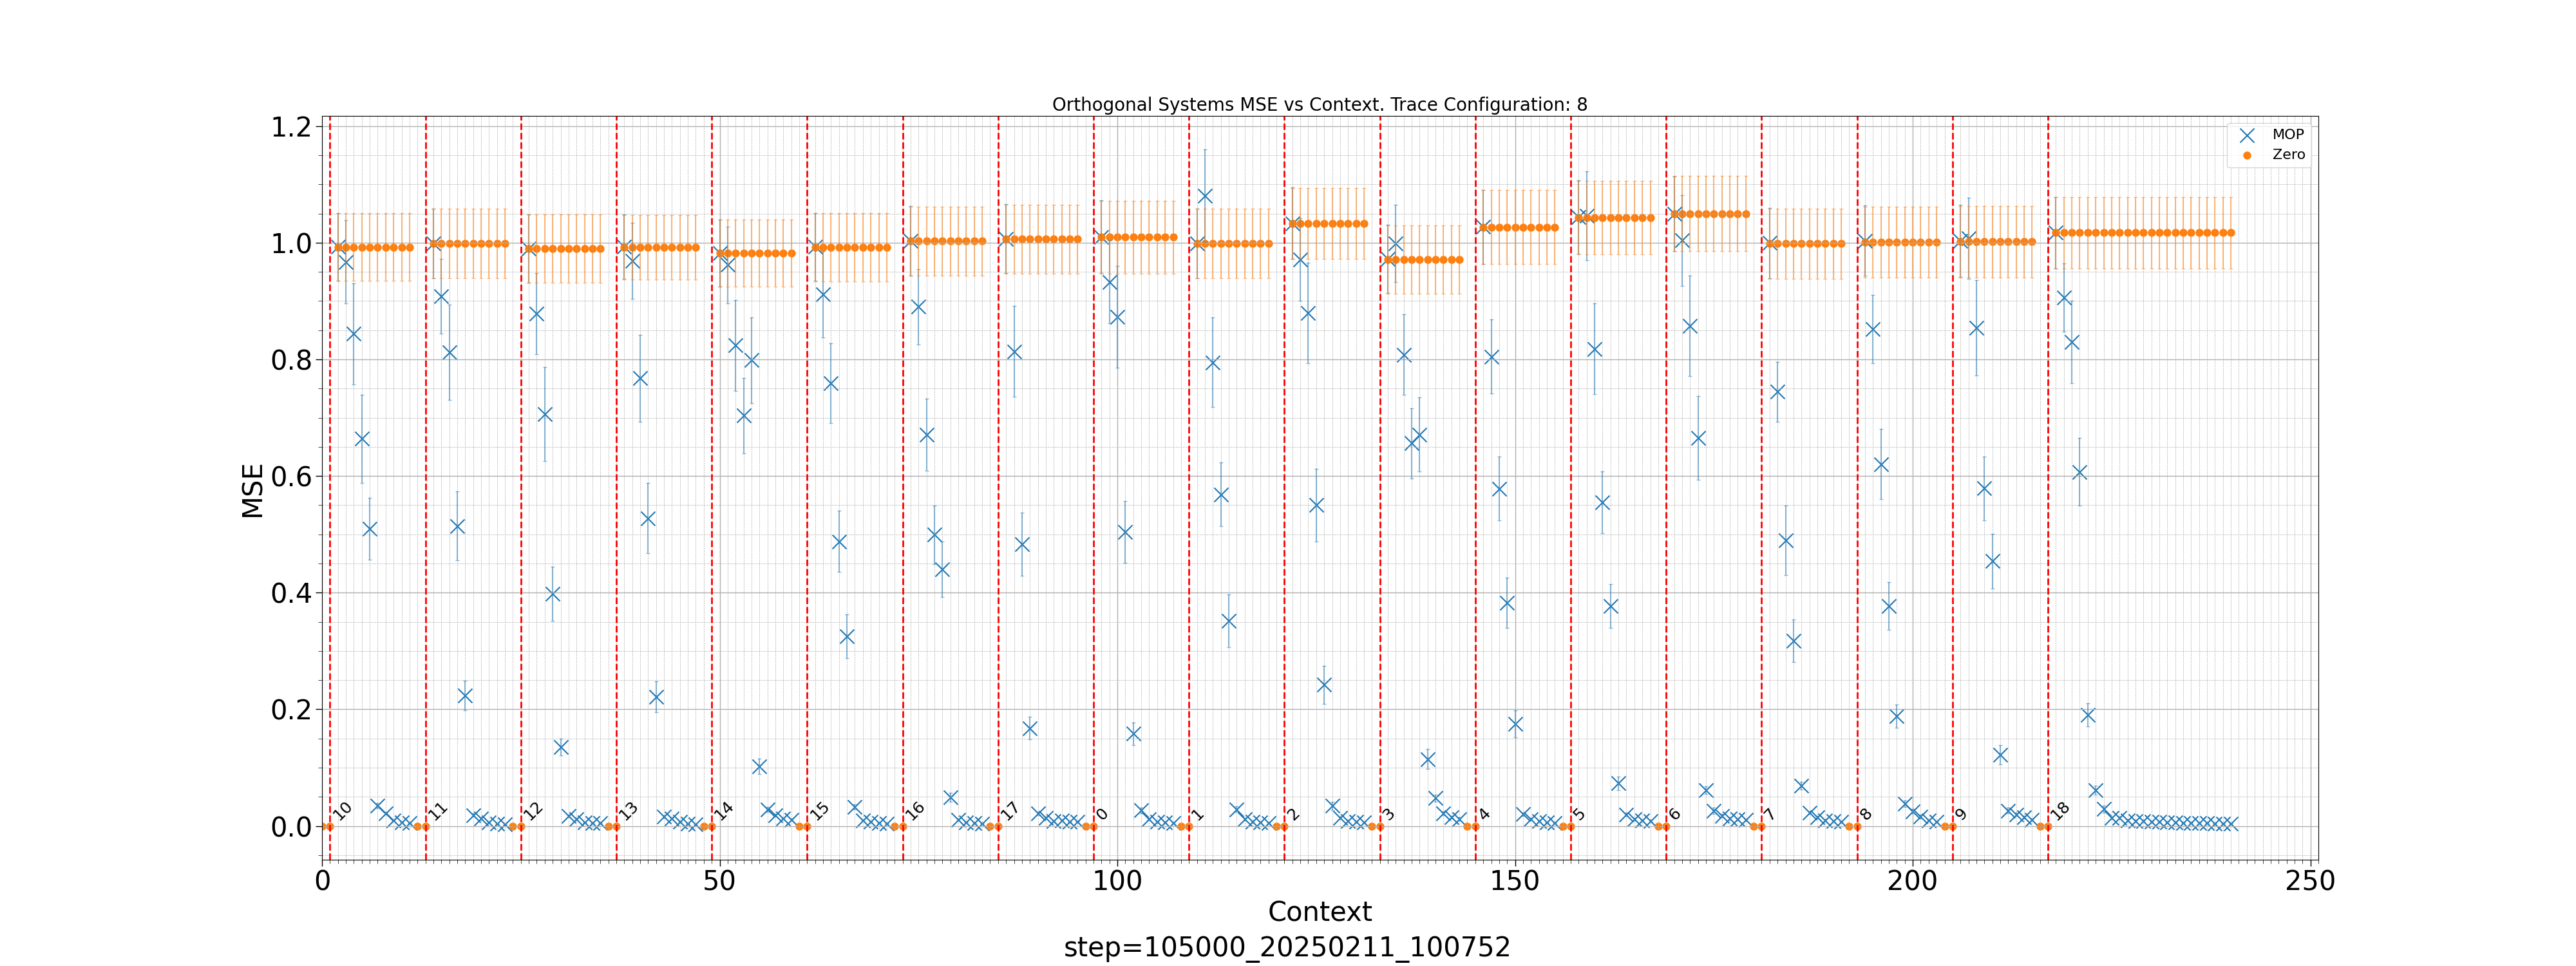 Orthogonal Systems MSE vs Context. Trace Configuration: 8
MOP
Zero
MSE
1.2
1.0
0.8
0.6
0.4
0.2
0.0
10 11 12 13 14 15 16 17 0 1 2 3 4 5 6 7 8 9 18
0 50 100 150 200 250
Context
step=105000_20250211_100752